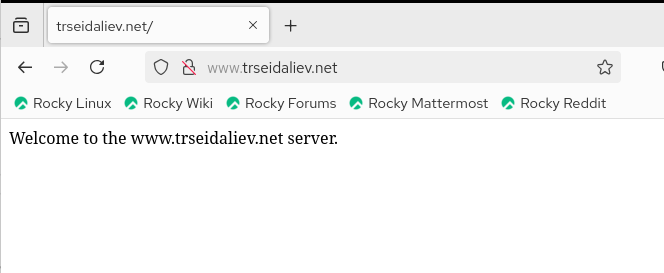 trseidaliev.net/
www.trseidaliev.net
Rocky Linux Rocky Wiki Rocky Forums Rocky Mattermost Rocky Reddit
Welcome to the www.trseidaliev.net server.